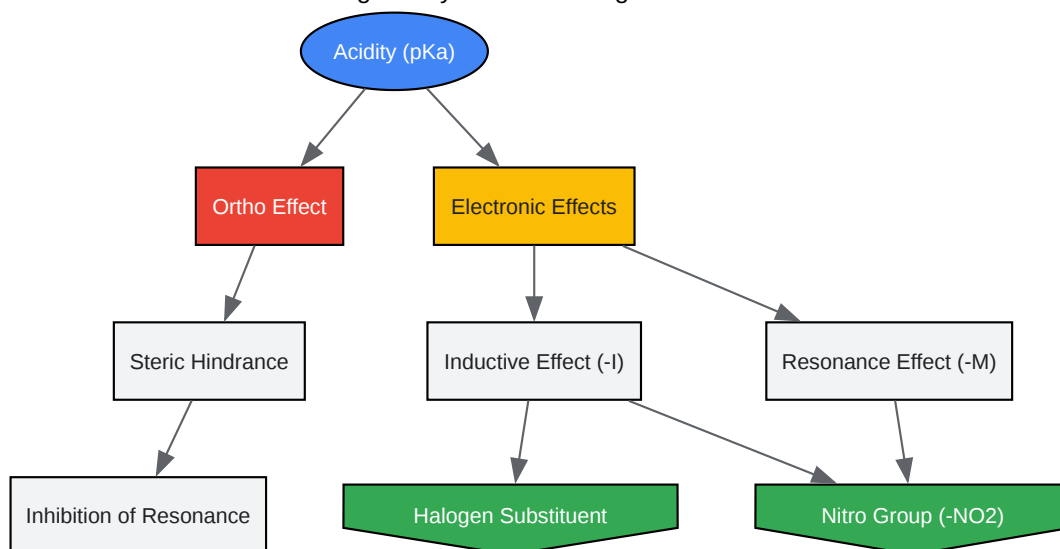 Acidity (pKa)
Ortho Effect
Electronic Effects
Steric Hindrance
Inductive Effect (-I)
Resonance Effect (-M)
Inhibition of Resonance
Halogen Substituent
Nitro Group (-NO2)